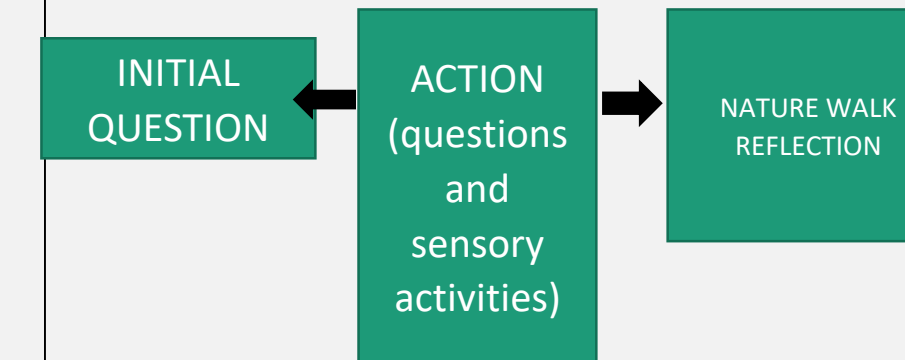 INITIAL
QUESTION
ACTION
(questions
and
sensory
activities)
NATURE WALK
REFLECTION